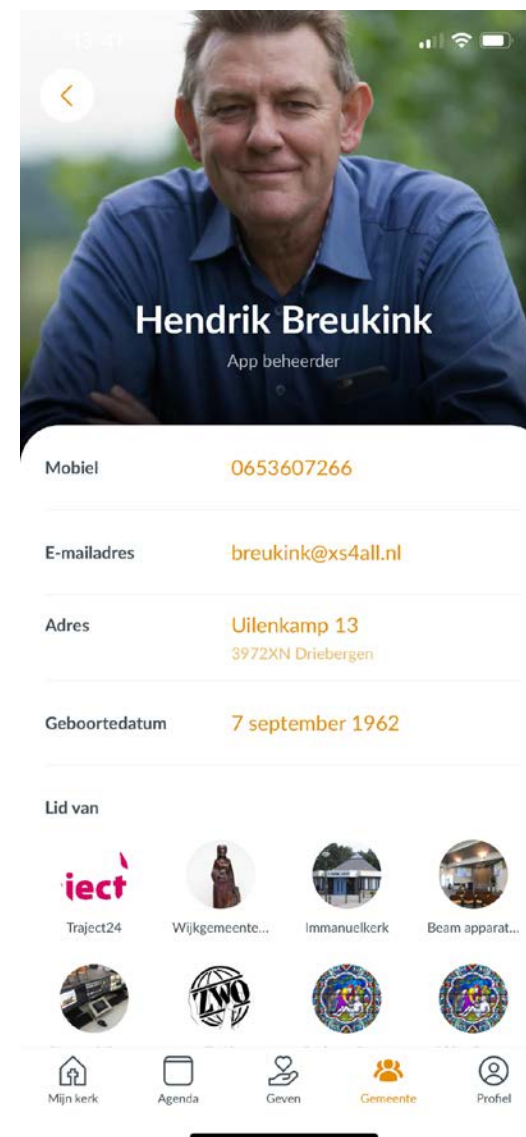 Hendrik Breukink
App beheerder
Mobiel
0653607266
E-mailadres
breukink@xs4all.nl
Adres
Uilenkamp 13
3972XN Driebergen
Geboortedatum
7 september 1962
Lid van
iect
Traject24
Wijkgemeente...
Immanuelkerk
Beam apparat...
ZWO
Mijn kerk
Agenda
Geven
Gemeente
Profiel